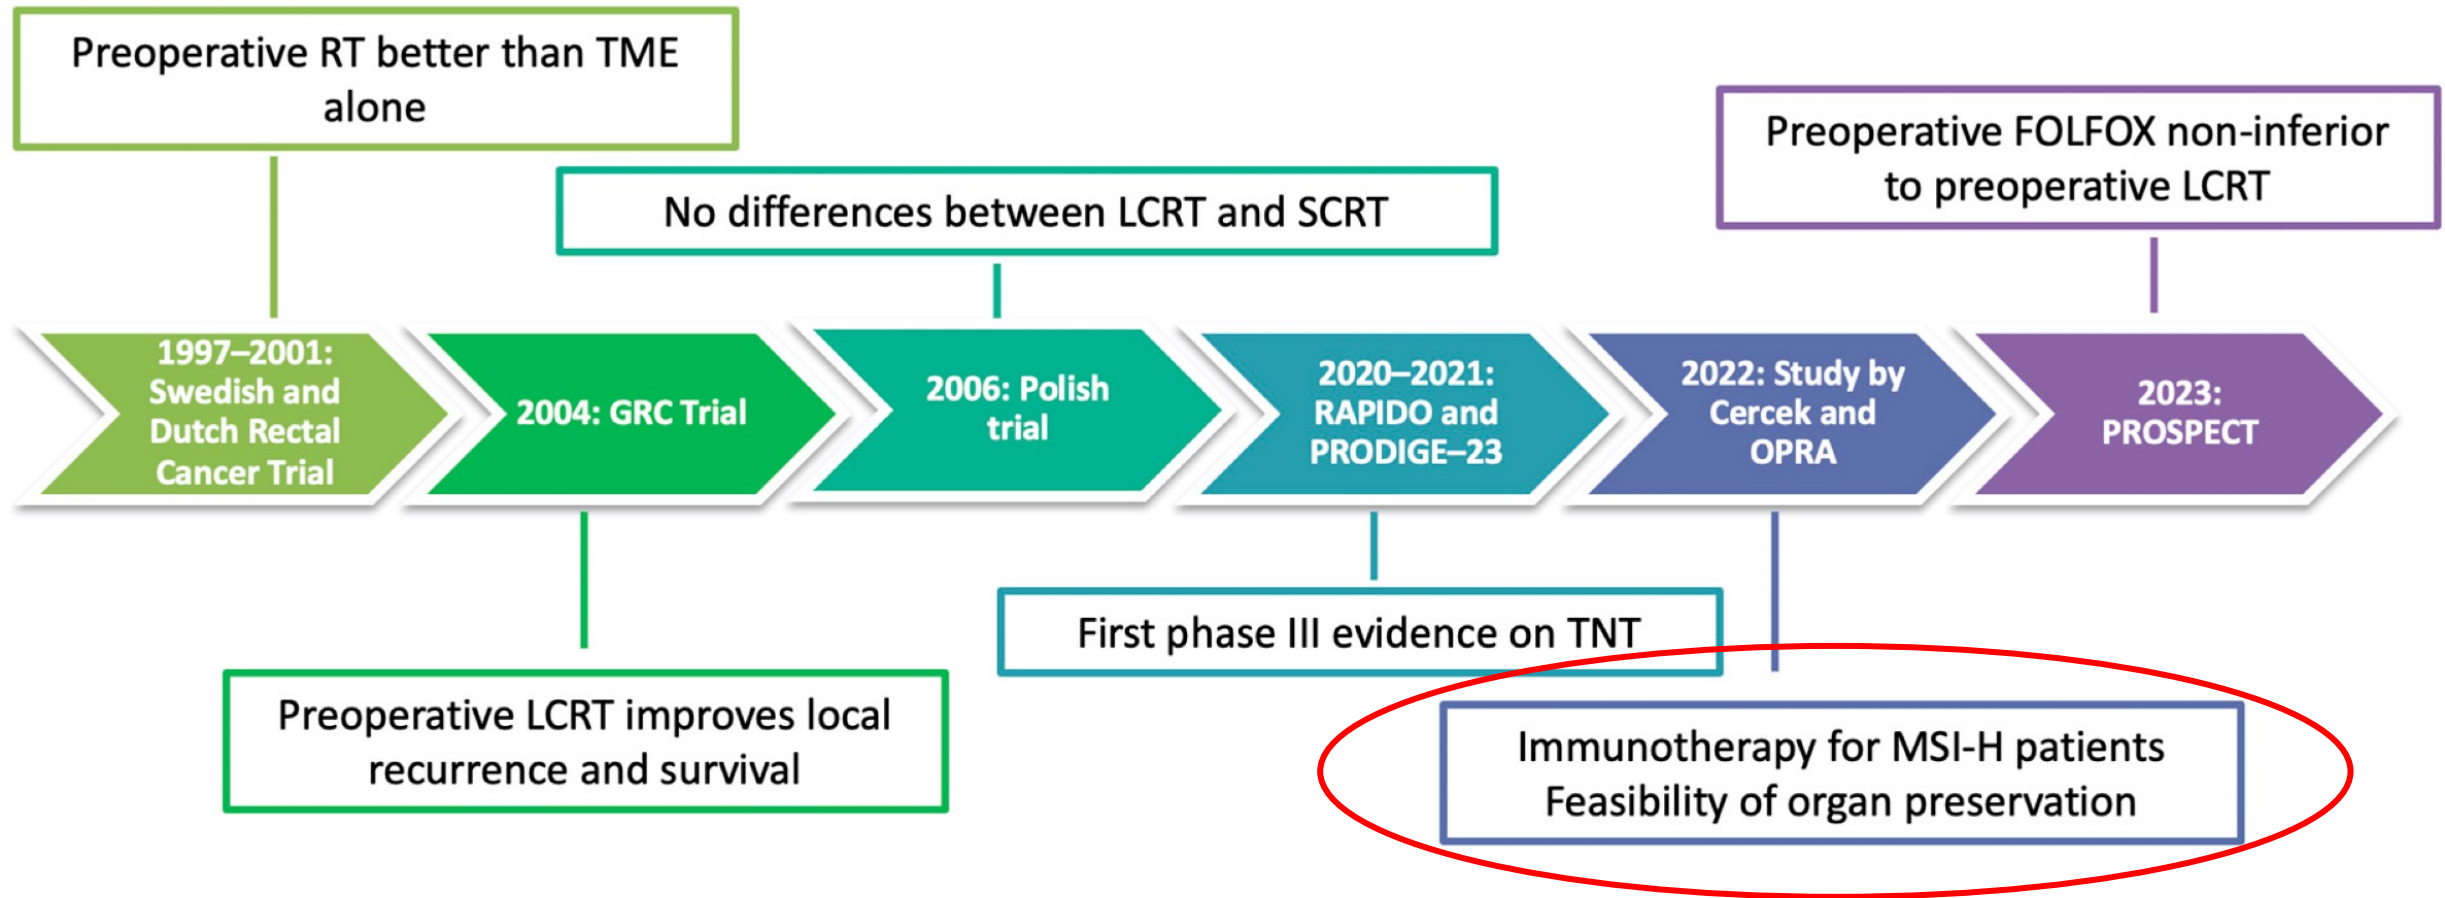 Preoperative RT better than TME
alone
No differences between LCRT and SCRT
Preoperative FOLFOX non-inferior
to preoperative LCRT
1997–2001:
Swedish and
Dutch Rectal
Cancer Trial
2004: GRC Trial
2006: Polish
trial
2020–2021:
RAPIDO and
PRODIGE–23
2022: Study by
Cercek and
OPRA
2023:
PROSPECT
First phase III evidence on TNT
Preoperative LCRT improves local
recurrence and survival
Immunotherapy for MSI-H patients
Feasibility of organ preservation